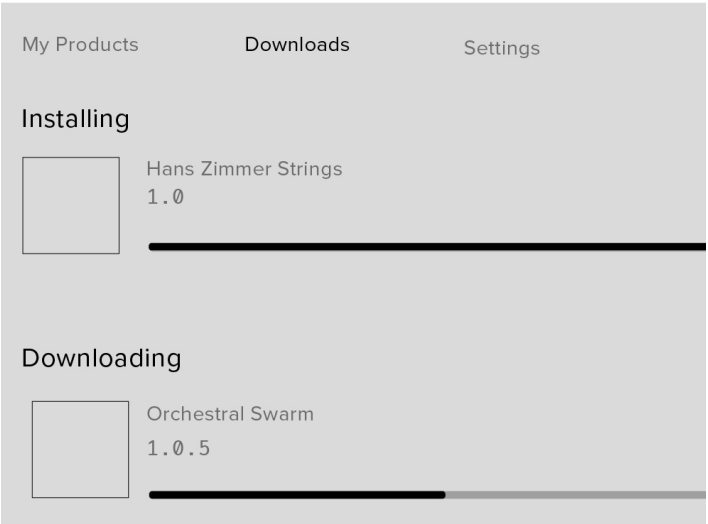 My Products Downloads Settings
Installing
Hans Zimmer Strings
1.0
Downloading
Orchestral Swarm
1.0.5